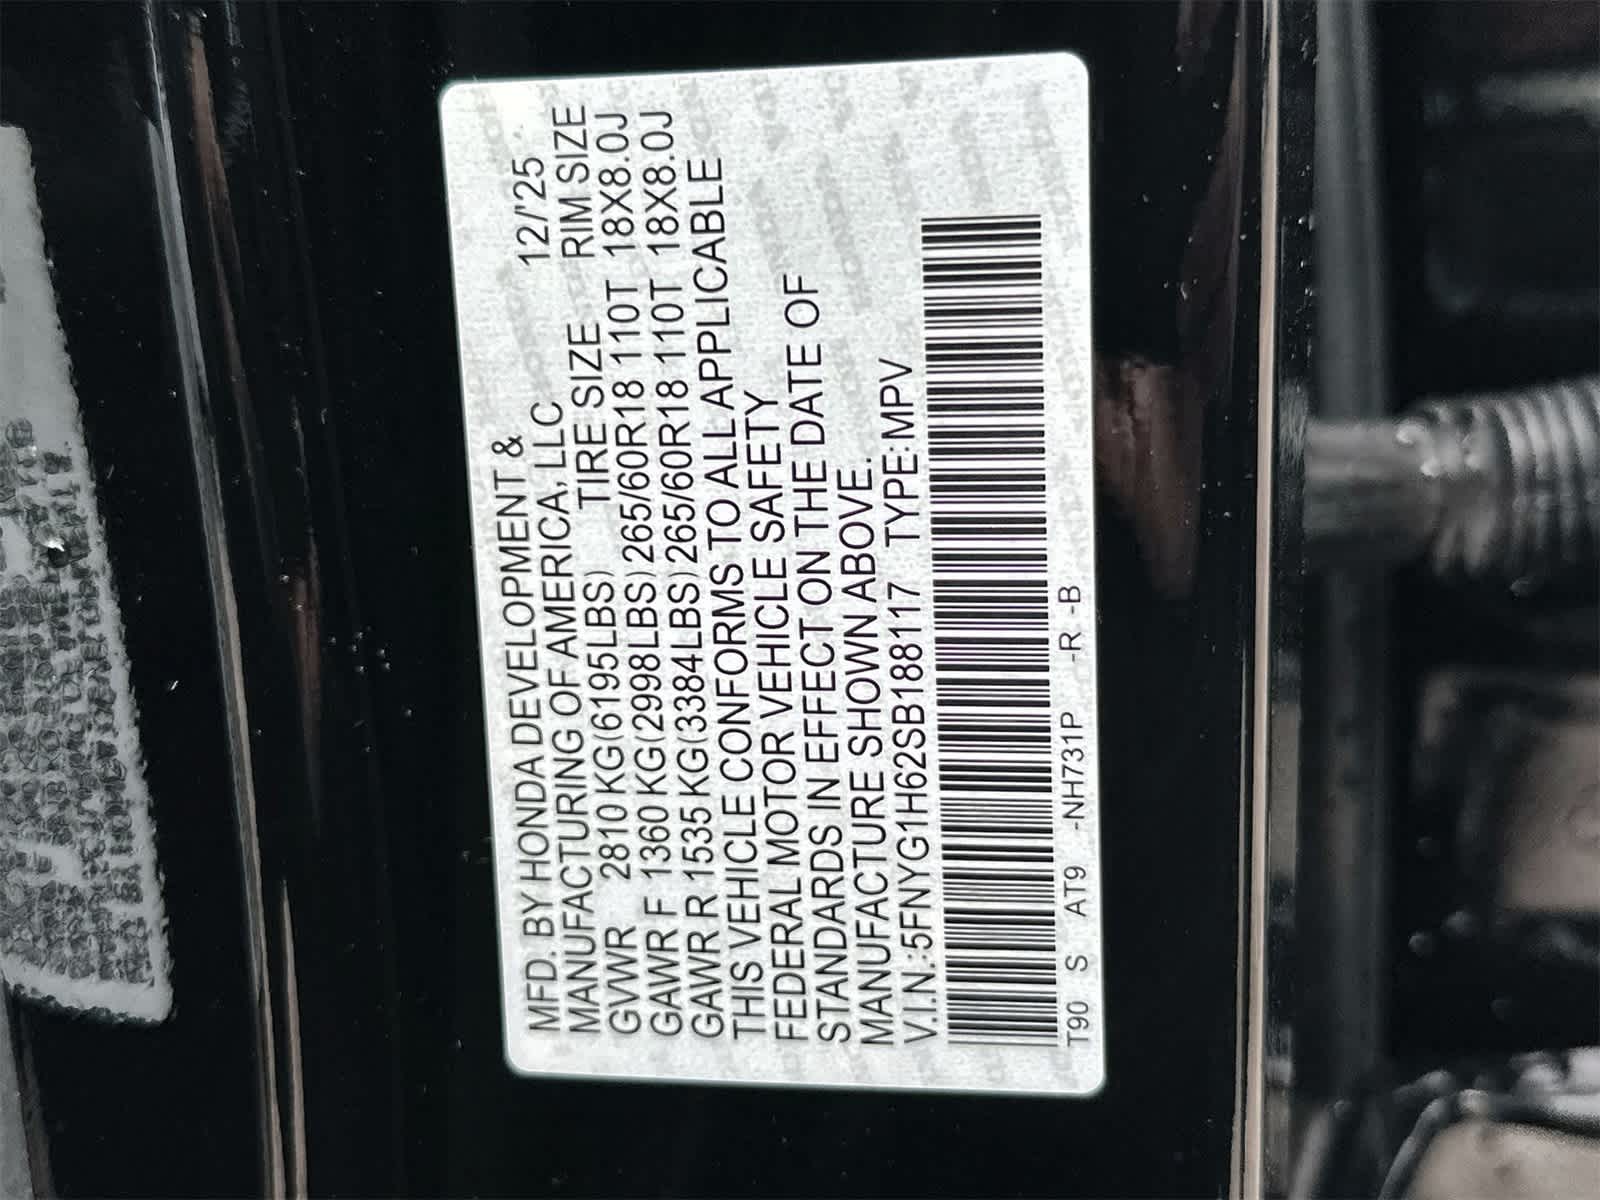 MFD. BY HONDA DEVELOPMENT &
MANUFACTURING OF AMERICA, LLC 12/'25
GVWR 2810 KG(6195LBS) TIRE SIZE RIM SIZE
GAWR F 1360 KG(2998LBS) 265/60R18 110T 18X8.0J
GAWR R 1535 KG(3384LBS) 265/60R18 110T 18X8.0J
THIS VEHICLE CONFORMS TO ALL APPLICABLE
FEDERAL MOTOR VEHICLE SAFETY
STANDARDS IN EFFECT ON THE DATE OF
MANUFACTURE SHOWN ABOVE.
V.I.N.:5FNYG1H62SB188117 TYPE:MPV
T90 S AT9 -NH731P -R -B